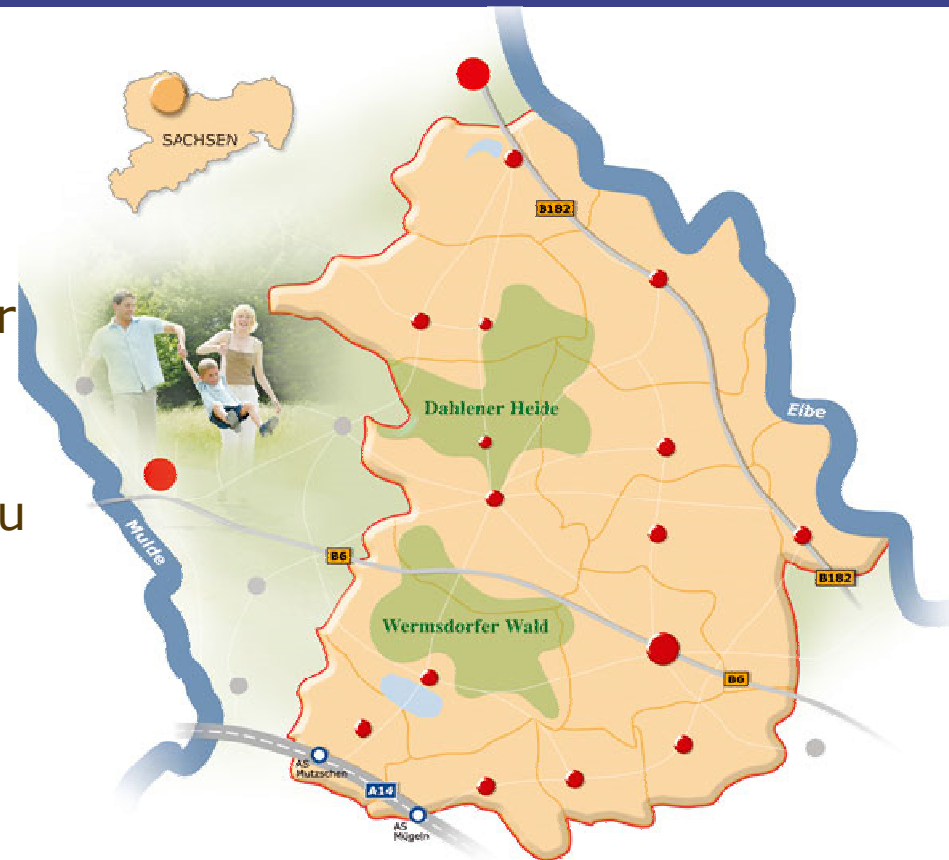 SACHSEN
B182
r
Dahlener Heide
Elbe
u
Mulde
B6
B182
Wermsdorfer Wald
B6
AS
Mutzschen
A14
AS
Mügeln